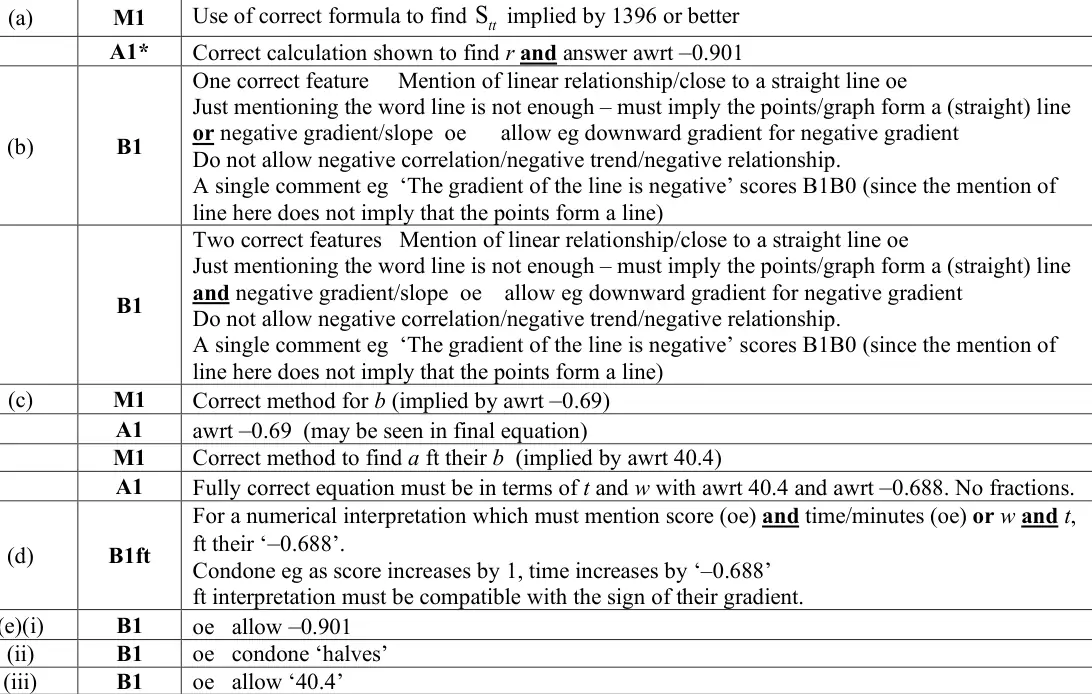 (a) M1 Use of correct formula to find S_tt implied by 1396 or better
A1* Correct calculation shown to find r and answer awrt –0.901
One correct feature Mention of linear relationship/close to a straight line oe
Just mentioning the word line is not enough – must imply the points/graph form a (straight) line
or negative gradient/slope oe allow eg downward gradient for negative gradient
(b) B1 Do not allow negative correlation/negative trend/negative relationship.
A single comment eg ‘The gradient of the line is negative’ scores B1B0 (since the mention of
line here does not imply that the points form a line)
Two correct features Mention of linear relationship/close to a straight line oe
Just mentioning the word line is not enough – must imply the points/graph form a (straight) line
and negative gradient/slope oe allow eg downward gradient for negative gradient
B1 Do not allow negative correlation/negative trend/negative relationship.
A single comment eg ‘The gradient of the line is negative’ scores B1B0 (since the mention of
line here does not imply that the points form a line)
(c) M1 Correct method for b (implied by awrt –0.69)
A1 awrt –0.69 (may be seen in final equation)
M1 Correct method to find a ft their b (implied by awrt 40.4)
A1 Fully correct equation must be in terms of t and w with awrt 40.4 and awrt –0.688. No fractions.
For a numerical interpretation which must mention score (oe) and time/minutes (oe) or w and t,
(d) B1ft ft their ‘–0.688’.
Condone eg as score increases by 1, time increases by ‘–0.688’
ft interpretation must be compatible with the sign of their gradient.
(e)(i) B1 oe allow –0.901
(ii) B1 oe condone ‘halves’
(iii) B1 oe allow ‘40.4’